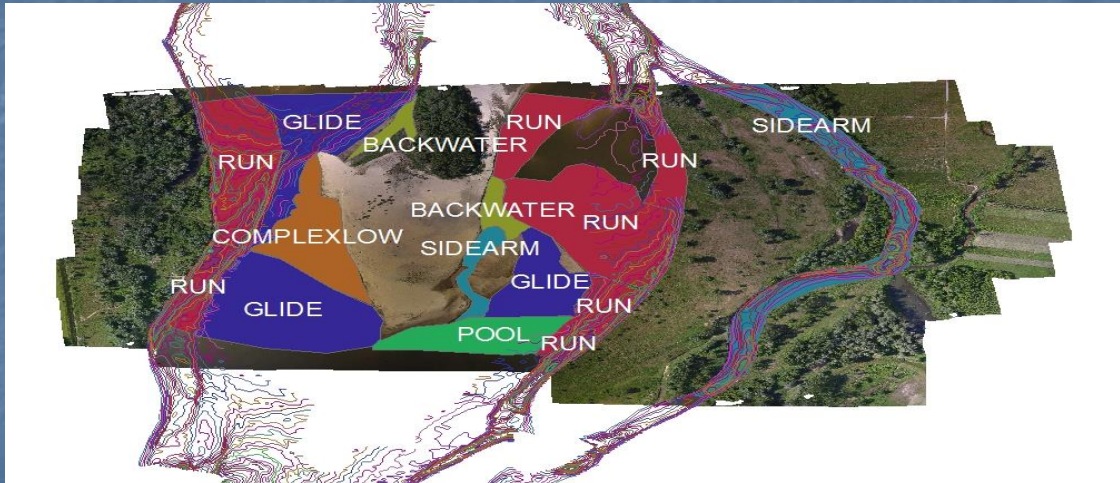 GLIDE
RUN
SIDEARM
BACKWATER
RUN
RUN
BACKWATER
RUN
COMPLEXLOW
SIDEARM
RUN
GLIDE
GLIDE
RUN
POOL
RUN